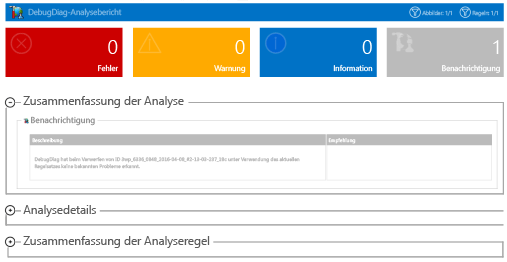 DebugDiag-Analysebericht
Abbilder: 1/1
Regeln: 1/1
0
Fehler
0
Warnung
0
Information
1
Benachrichtigung
Zusammenfassung der Analyse
Benachrichtigung
Beschreibung
Empfehlung
DebugDiag hat beim Verwerfen von ID
unter Verwendung des aktuellen
Regelsatzes keine bekannten Probleme erkannt.
Analysedetails
Zusammenfassung der Analyseregel